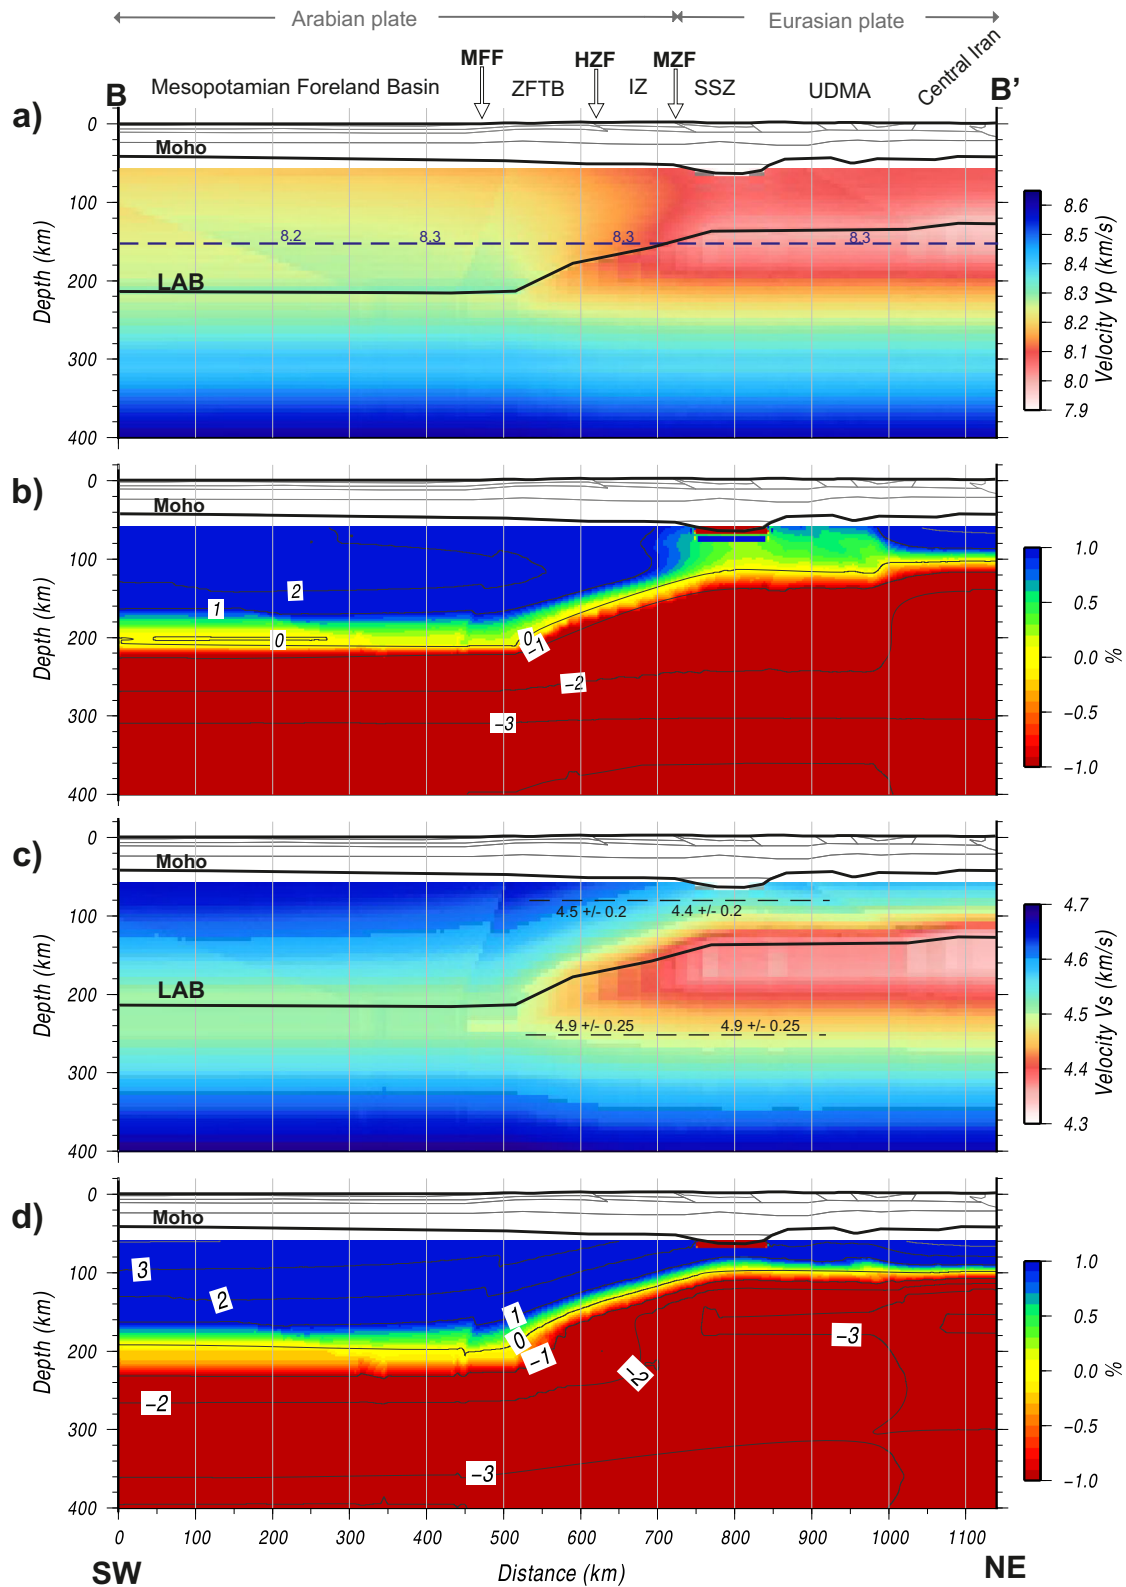 Arabian plate
Eurasian plate
MFF
HZF
MZF
Mesopotamian Foreland Basin
ZFTB
IZ
SSZ
UDMA
Central Iran
B
B'
a)
Moho
8.2
8.3
8.3
8.3
LAB
0
100
200
300
400
Depth (km)
8.6
8.5
8.4
8.3
8.2
8.1
8.0
7.9
Velocity Vp (km/s)
b)
Moho
2
1
0
0
−1
−2
−3
0
100
200
300
400
Depth (km)
1.0
0.5
0.0
−0.5
−1.0
%
c)
Moho
4.5 +/- 0.2
4.4 +/- 0.2
LAB
4.9 +/- 0.25
4.9 +/- 0.25
0
100
200
300
400
Depth (km)
4.7
4.6
4.5
4.4
4.3
Velocity Vs (km/s)
d)
Moho
3
2
1
0
−1
−2
−3
−2
−3
0
100
200
300
400
Depth (km)
1.0
0.5
0.0
−0.5
−1.0
%
0 100 200 300 400 500 600 700 800 900 1000 1100
SW
Distance (km)
NE